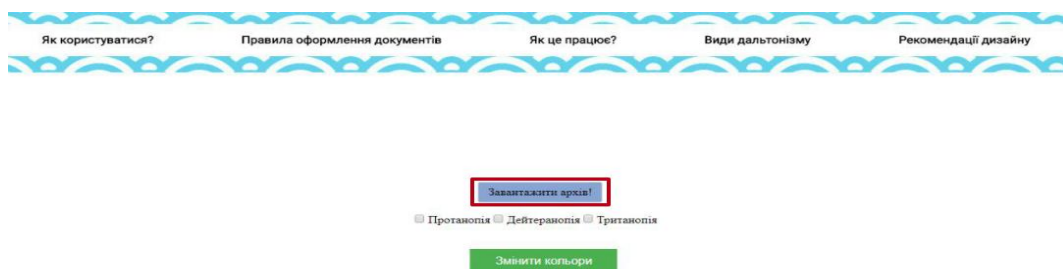 Як користуватися? Правила оформлення документів Як це працює? Види дальтонізму Рекомендації дизайну
Завантажити архів!
Протанопія Дейтеранопія Тританопія
Змінити кольори